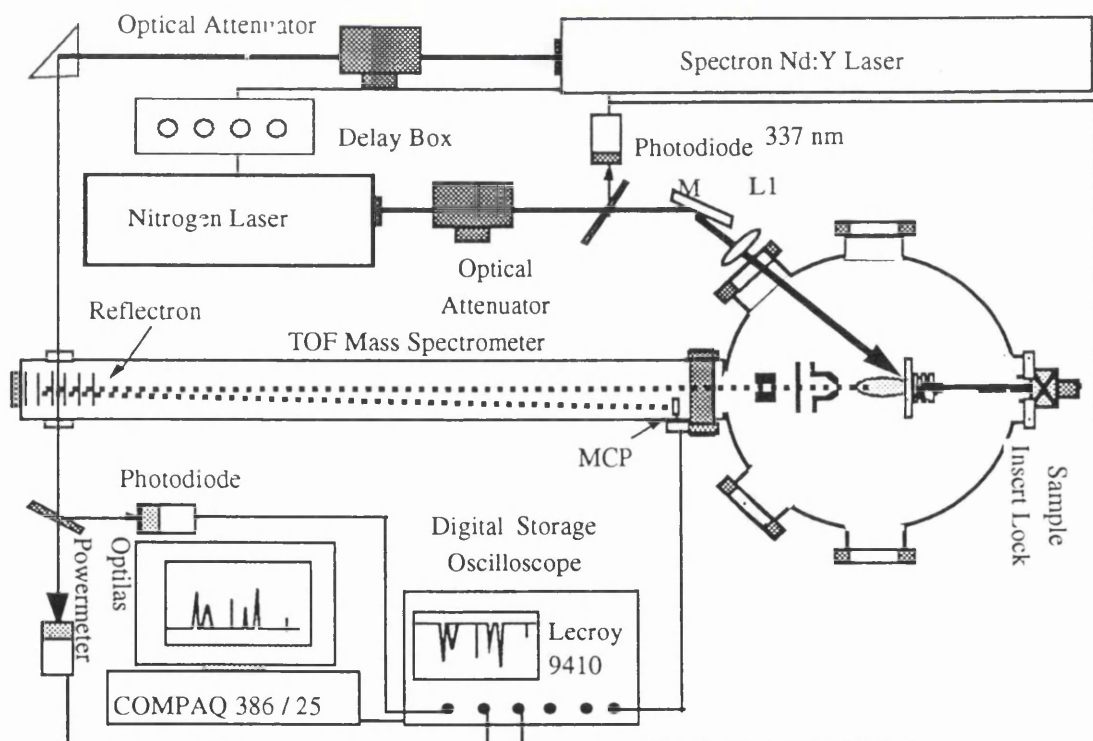 Optical Attenuator
Spectron Nd:Y Laser
Delay Box
Photodiode
337 nm
M
L1
Nitrogen Laser
Optical
Attenuator
Reflectron
TOF Mass Spectrometer
MCP
Sample
Insert Lock
Photodiode
Optilas
Powermeter
Digital Storage
Oscilloscope
Lecroy
9410
COMPAQ 386 / 25